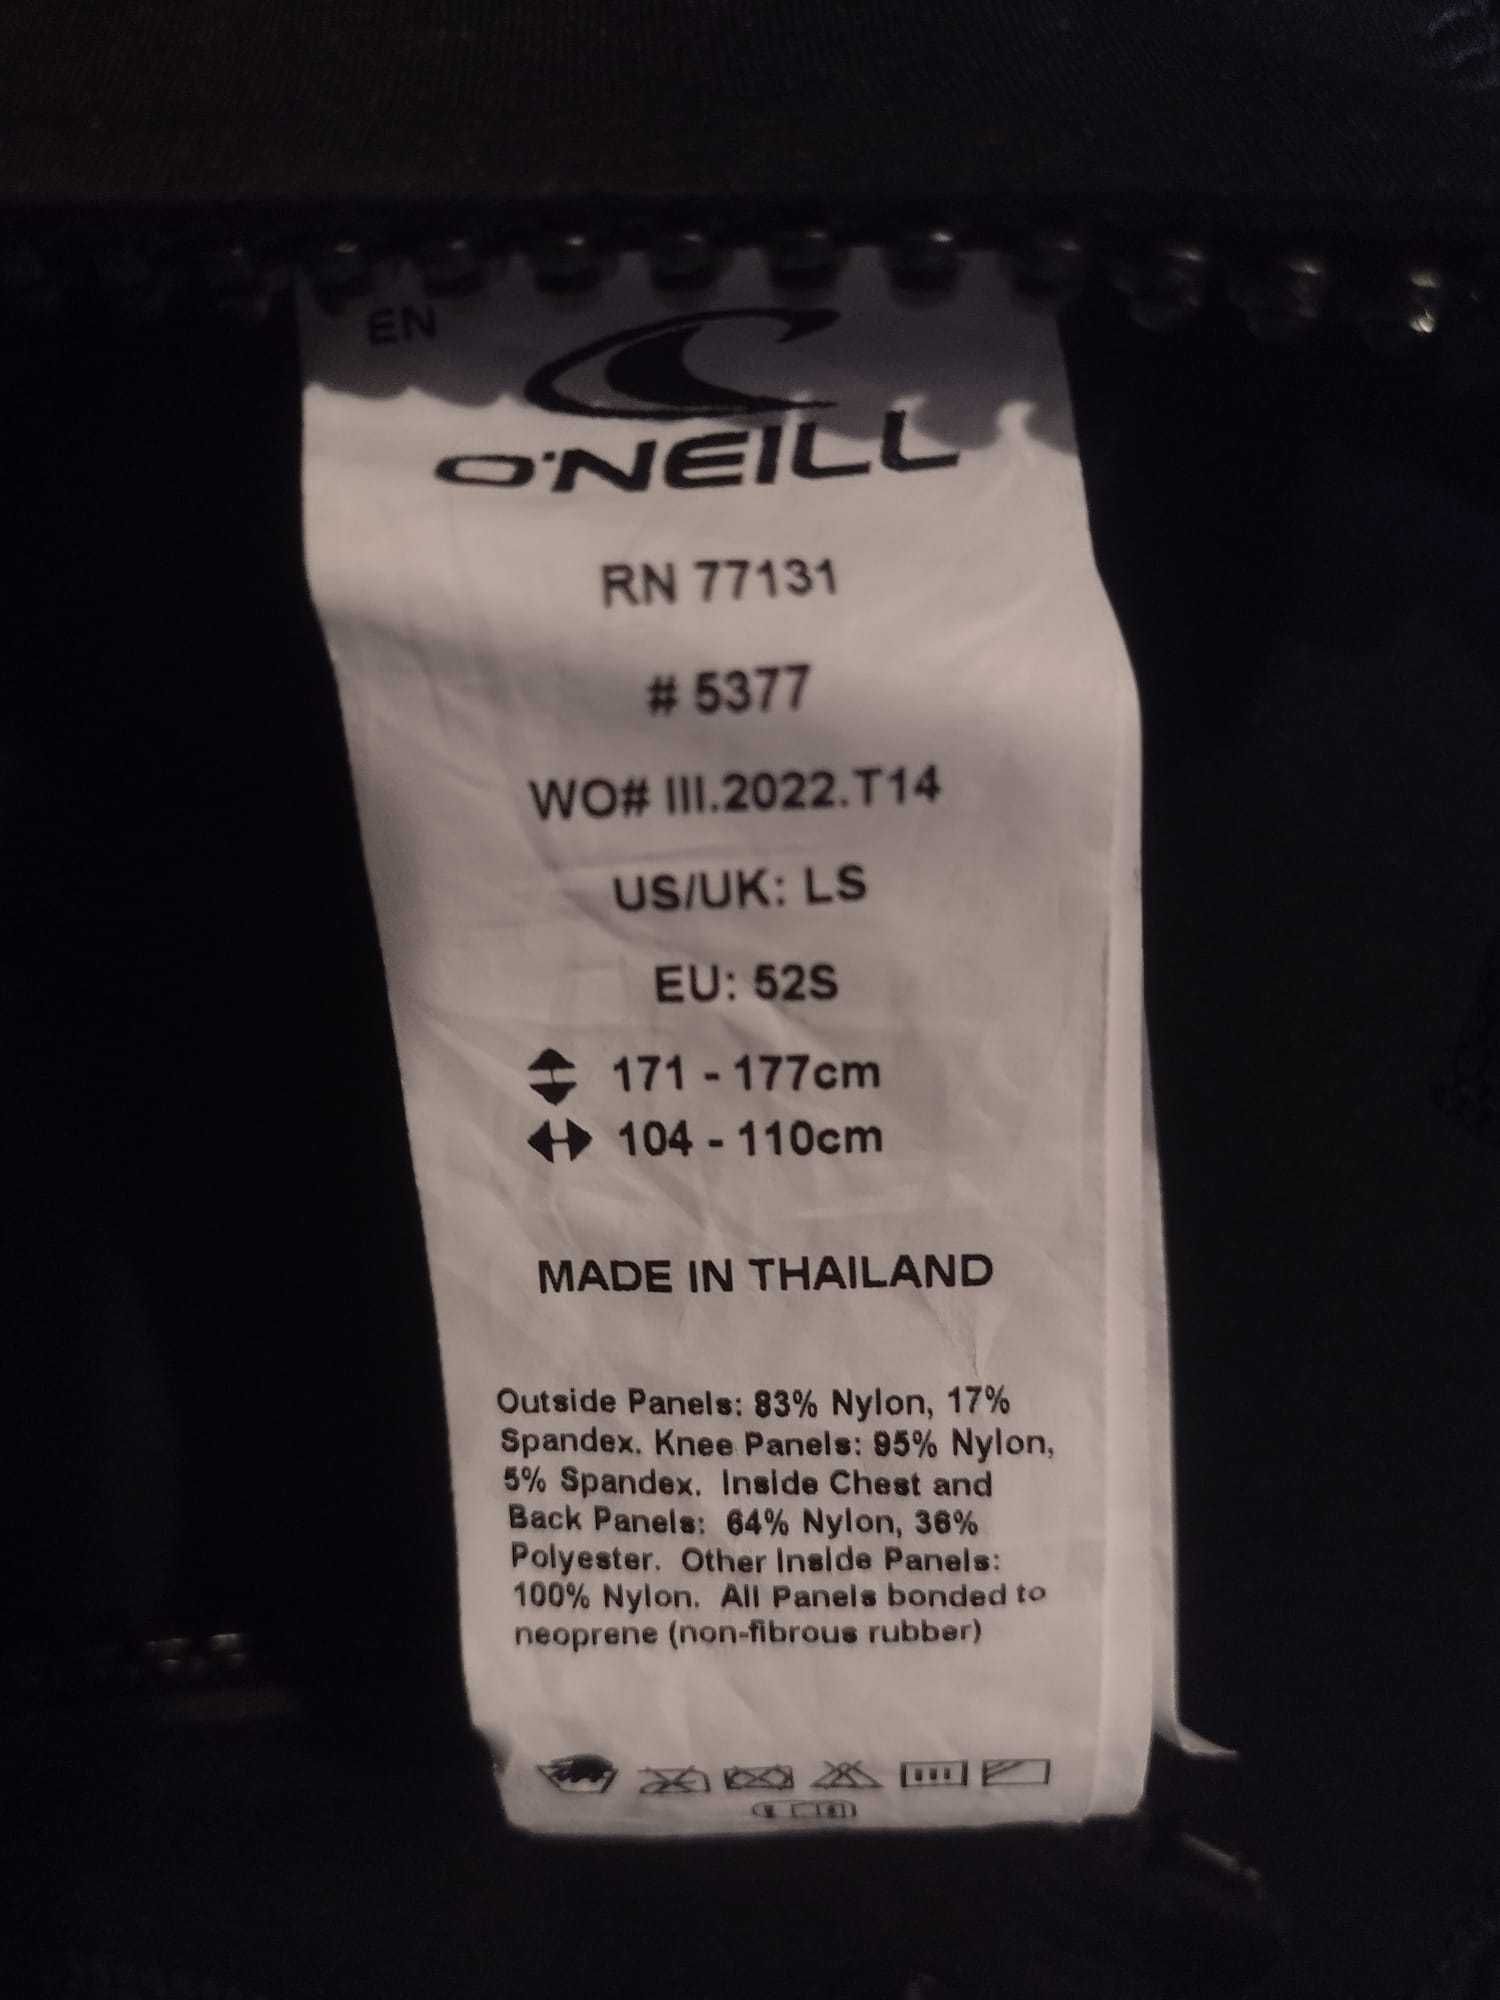 EN
O'NEILL
RN 77131
# 5377
WO# III.2022.T14
US/UK: LS
EU: 52S
171 - 177cm
104 - 110cm
MADE IN THAILAND
Outside Panels: 83% Nylon, 17%
Spandex. Knee Panels: 95% Nylon,
5% Spandex. Inside Chest and
Back Panels: 64% Nylon, 36%
Polyester. Other Inside Panels:
100% Nylon. All Panels bonded to
neoprene (non-fibrous rubber)